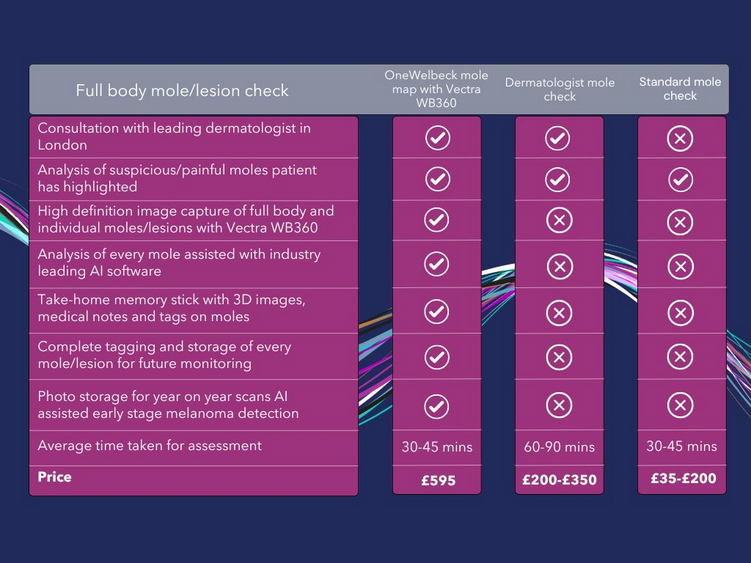 Full body mole/lesion check
OneWelbeck mole
map with Vectra
WB360
Dermatologist mole
check
Standard mole
check
Consultation with leading dermatologist in
London
Analysis of suspicious/painful moles patient
has highlighted
High definition image capture of full body and
individual moles/lesions with Vectra WB360
Analysis of every mole assisted with industry
leading AI software
Take-home memory stick with 3D images,
medical notes and tags on moles
Complete tagging and storage of every
mole/lesion for future monitoring
Photo storage for year on year scans AI
assisted early stage melanoma detection
Average time taken for assessment
30-45 mins
60-90 mins
30-45 mins
Price
£595
£200-£350
£35-£200